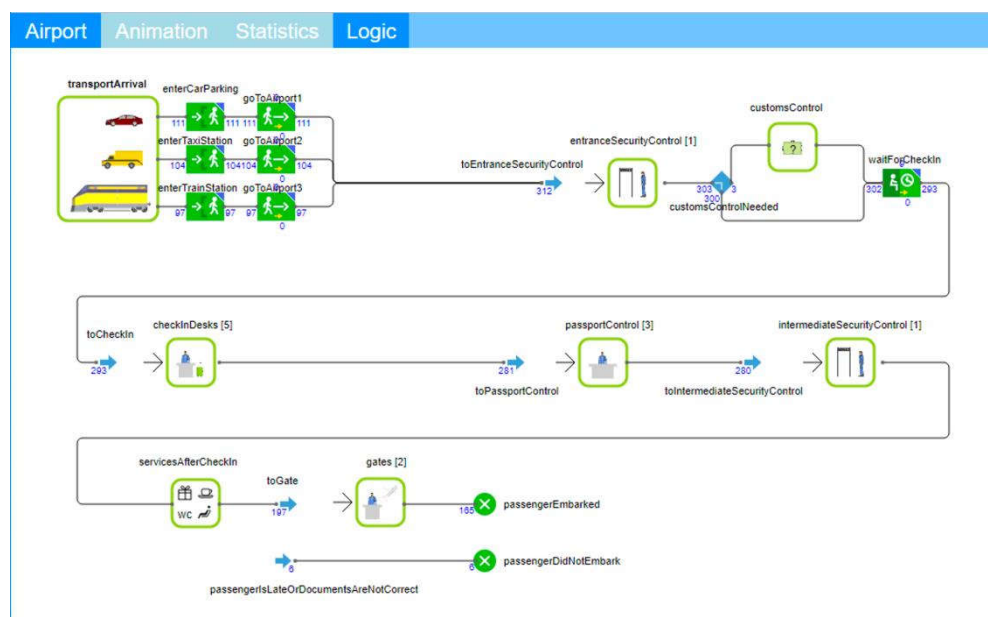 Airport Animation Statistics Logic
transportArrival
enterCarParking
goToAirport1
0
111 111 111 111
0
enterTaxiStation
goToAirport2
104 104 104 104
0
enterTrainStation
goToAirport3
97 97 97 97
0
toEntranceSecurityControl
312
entranceSecurityControl [1]
303 3
300
customsControlNeeded
customsControl
?
waitForCheckIn
302 293
0
toCheckIn
293
checkInDesks [5]
281
toPassportControl
passportControl [3]
280
toIntermediateSecurityControl
intermediateSecurityControl [1]
servicesAfterCheckIn
WC
toGate
197
gates [2]
165
passengerEmbarked
6
passengerIsLateOrDocumentsAreNotCorrect
6
passengerDidNotEmbark